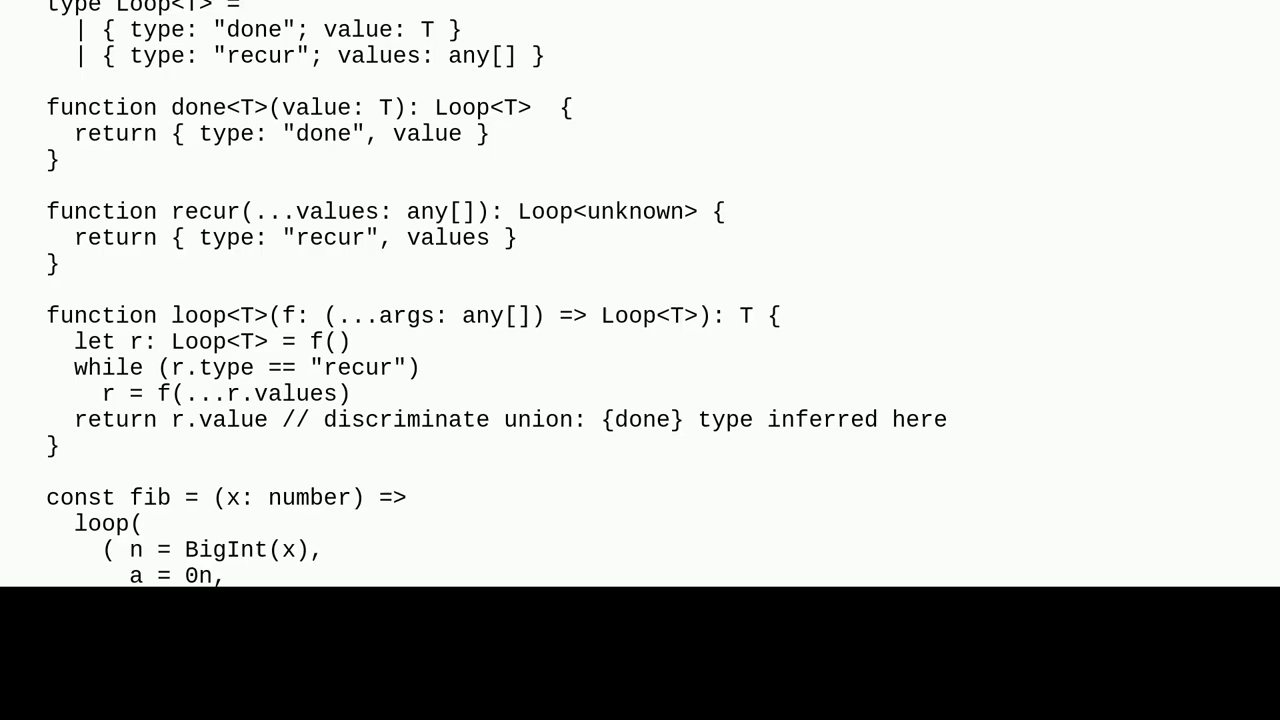 type Loop<T> =
  | { type: "done"; value: T }
  | { type: "recur"; values: any[] }

function done<T>(value: T): Loop<T>  {
  return { type: "done", value }
}

function recur(...values: any[]): Loop<unknown> {
  return { type: "recur", values }
}

function loop<T>(f: (...args: any[]) => Loop<T>): T {
  let r: Loop<T> = f()
  while (r.type == "recur")
    r = f(...r.values)
  return r.value // discriminate union: {done} type inferred here
}

const fib = (x: number) =>
  loop(
    ( n = BigInt(x),
      a = 0n,